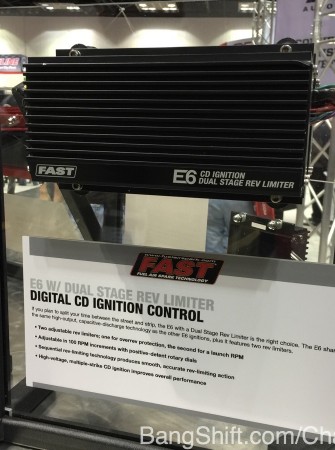 FAST
E6 CD IGNITION
DUAL STAGE REV LIMITER
FAST
FUEL AIR SPARK TECHNOLOGY
E6 W/ DUAL STAGE REV LIMITER
DIGITAL CD IGNITION CONTROL
If you plan to split your time between the street and strip, the E6 with a Dual Stage Rev Limiter is the right choice. The E6 shares
the same high-output, capacitive-discharge technology as the other E6 ignitions, plus it features two rev limiters.
• Two adjustable rev limiters; one for overrev protection, the second for a launch RPM
• Adjustable in 100 RPM increments with positive-detent rotary dials
• Sequential rev-limiting technology produces smooth, accurate rev-limiting action
• High-voltage, multiple-strike CD ignition improves overall performance
BangShift.com/Cha